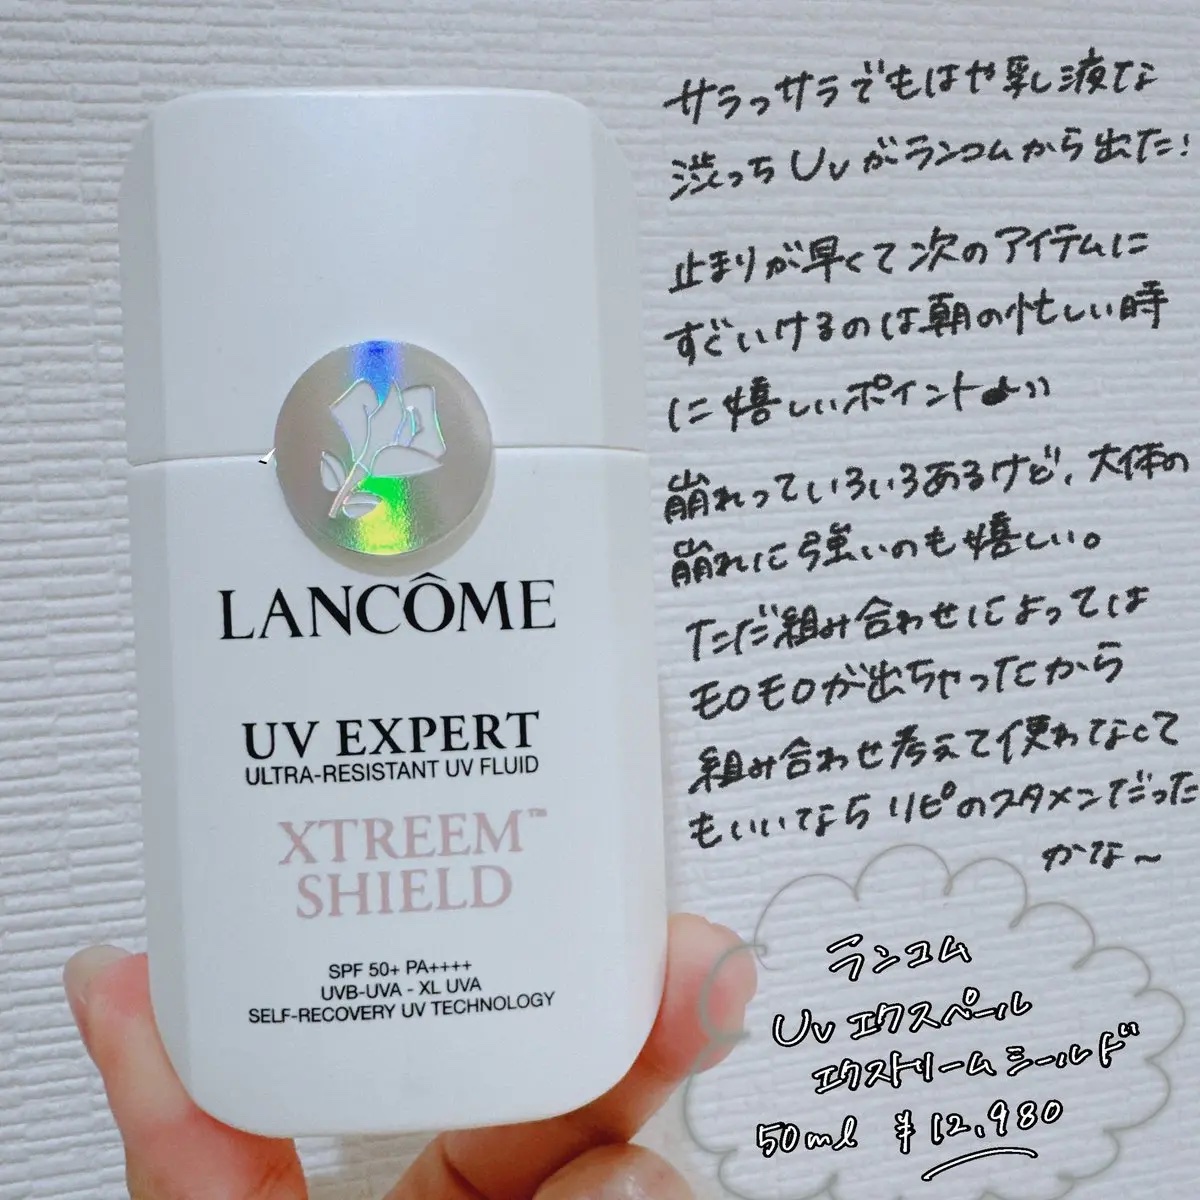 LANCÔME
UV EXPERT
ULTRA-RESISTANT UV FLUID
XTREEM™
SHIELD
SPF 50+ PA++++
UVB-UVA - XL UVA
SELF-RECOVERY UV TECHNOLOGY
サラっサラでもはや乳液な
渋っちUvがランコムから出た!
止まりが早くて次のアイテムに
すぐいけるのは朝の忙しい時
に嬉しいポイント
崩れっていろいろあるけど、大体の
崩れに強いのも嬉しい。
ただ組み合わせによっては
モロモロが出ちゃったから
組み合わせ考えて使わなくて
もいいならリピのスタメンだった
かな〜
ランコム
Uvエクスペール
エクストリームシールド
50ml ¥12,980